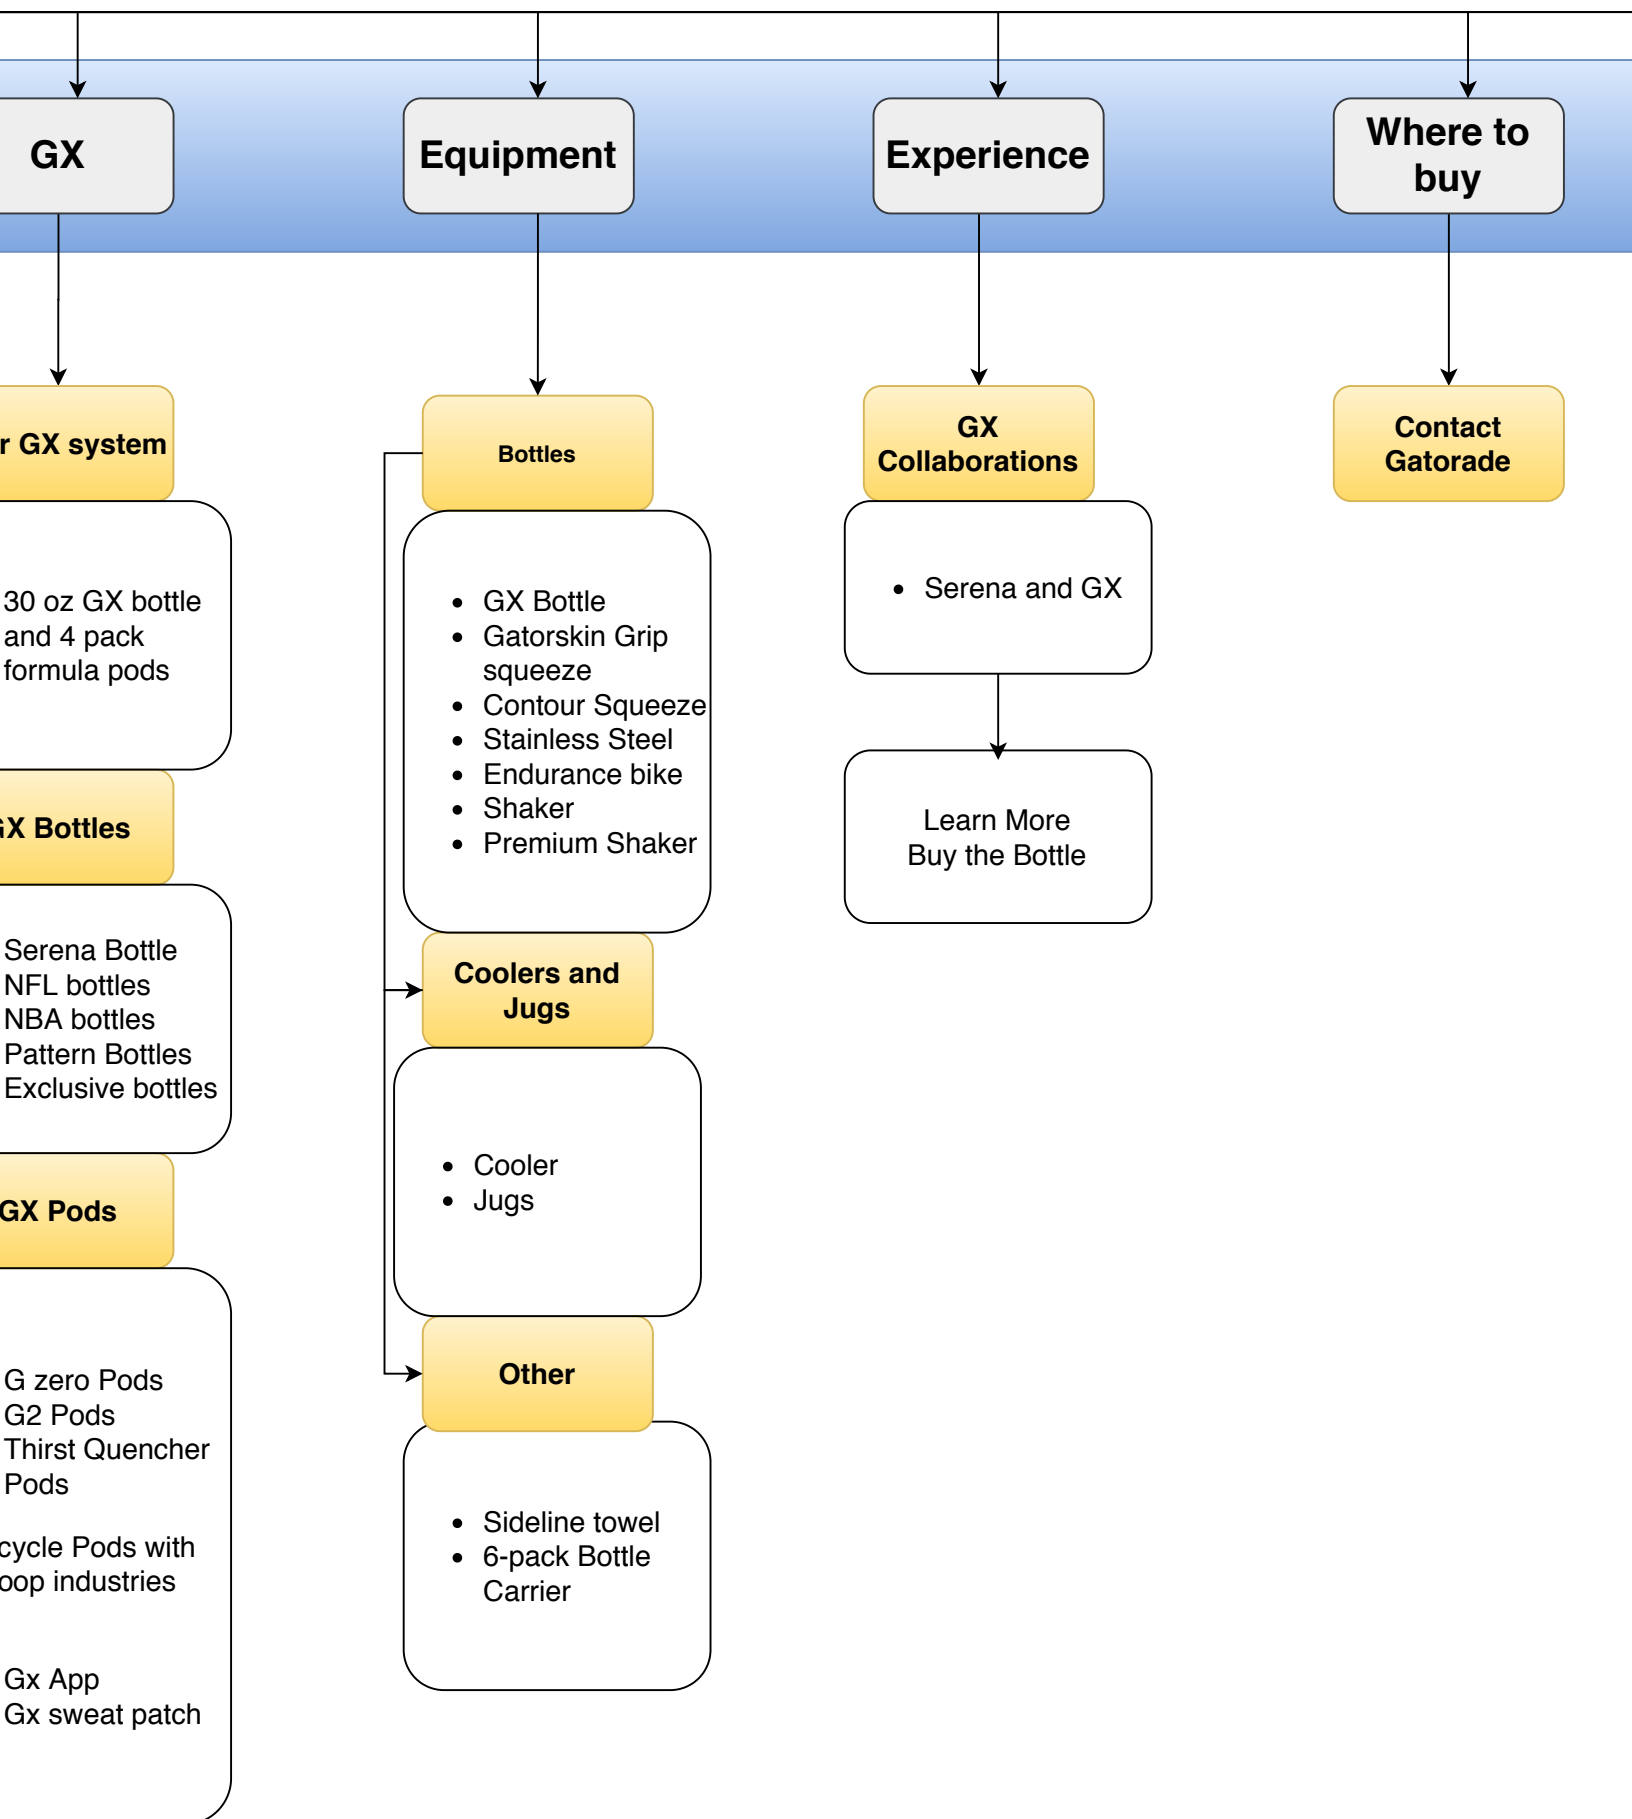 GX
Equipment
Experience
Where to
buy
GX system
30 oz GX bottle
and 4 pack
formula pods
Bottles
Serena Bottle
NFL bottles
NBA bottles
Pattern Bottles
Exclusive bottles
GX Pods
G zero Pods
G2 Pods
Thirst Quencher
Pods
Pods with
industries
Gx App
Gx sweat patch
Bottles
• GX Bottle
• Gatorskin Grip
squeeze
• Contour Squeeze
• Stainless Steel
• Endurance bike
• Shaker
• Premium Shaker
Coolers and
Jugs
• Cooler
• Jugs
Other
• Sideline towel
• 6-pack Bottle
Carrier
GX
Collaborations
• Serena and GX
Learn More
Buy the Bottle
Contact
Gatorade